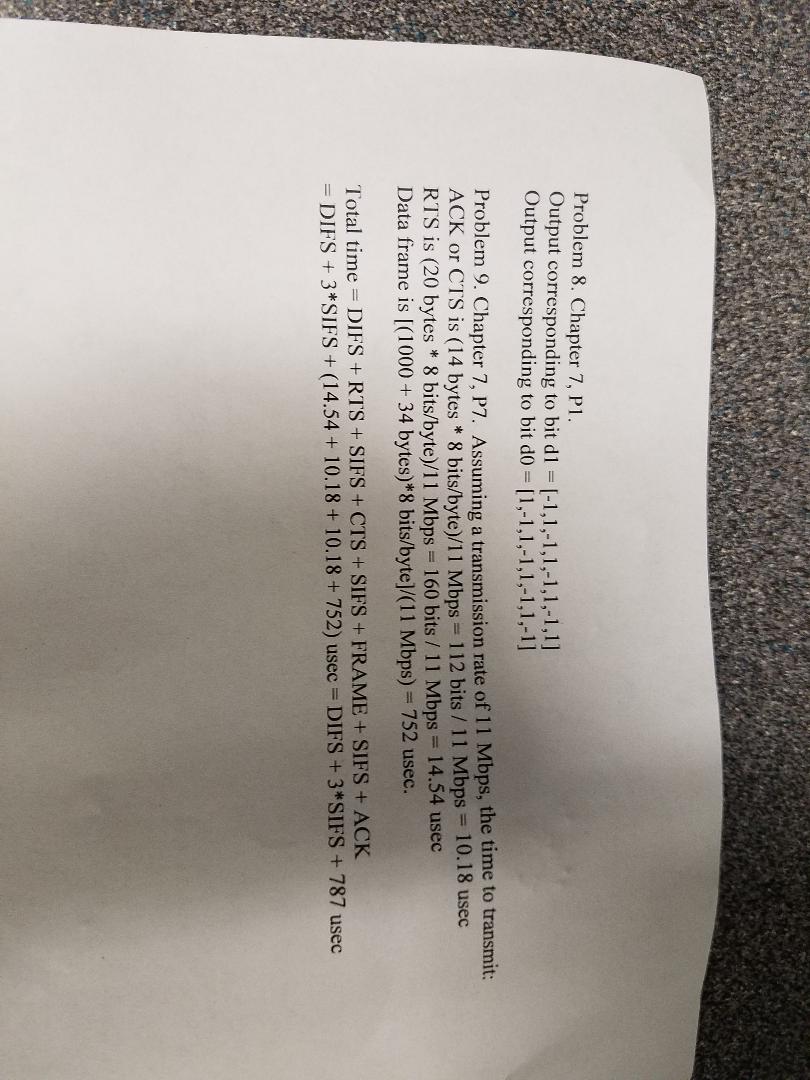 Problem 8. Chapter 7, P1.
Output corresponding to bit d1 = [-1,1,-1,1,-1,1,-1,1]
Output corresponding to bit d0 = [1,-1,1,-1,1,-1,1,-1]
Problem 9. Chapter 7, P7. Assuming a transmission rate of 11 Mbps, the time to transmit:
ACK or CTS is (14 bytes * 8 bits/byte)/11 Mbps = 112 bits / 11 Mbps = 10.18 usec
RTS is (20 bytes * 8 bits/byte)/11 Mbps = 160 bits / 11 Mbps = 14.54 usec
Data frame is [(1000 + 34 bytes)*8 bits/byte]/(11 Mbps) = 752 usec.
Total time = DIFS + RTS + SIFS + CTS + SIFS + FRAME + SIFS + ACK
= DIFS + 3*SIFS + (14.54 + 10.18 + 10.18 + 752) usec = DIFS + 3*SIFS + 787 usec